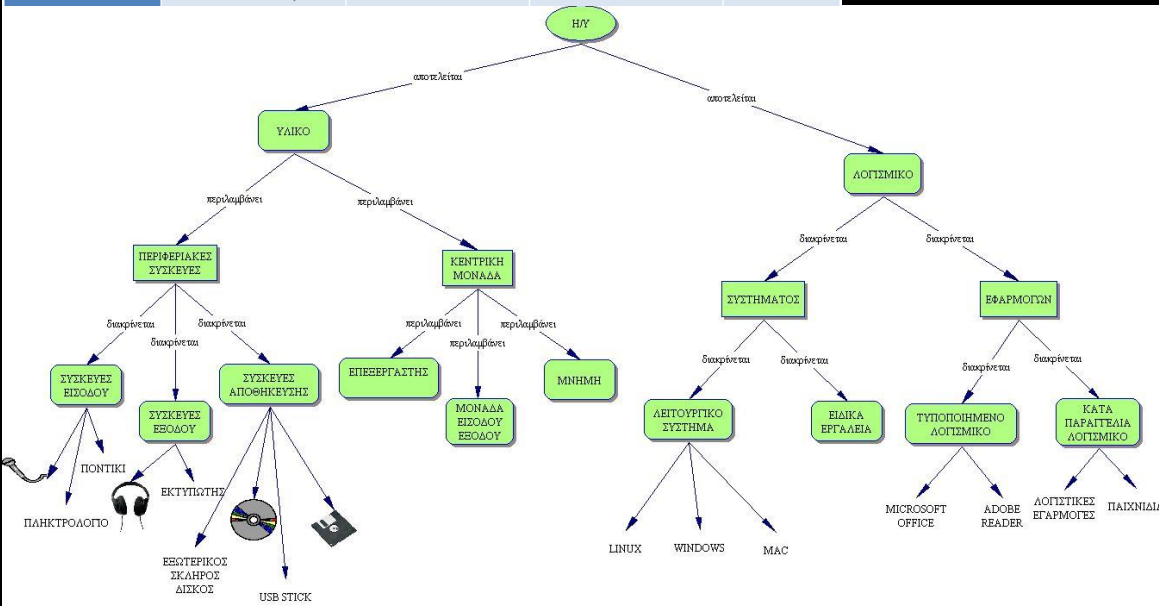 Η/Υ
αποτελείται
αποτελείται
ΥΛΙΚΟ
ΛΟΓΙΣΜΙΚΟ
περιλαμβάνει
περιλαμβάνει
διακρίνεται
διακρίνεται
ΠΕΡΙΦΕΡΙΑΚΕΣ
ΣΥΣΚΕΥΕΣ
ΚΕΝΤΡΙΚΗ
ΜΟΝΑΔΑ
ΣΥΣΤΗΜΑΤΟΣ
ΕΦΑΡΜΟΓΩΝ
διακρίνεται
διακρίνεται
διακρίνεται
περιλαμβάνει
περιλαμβάνει
περιλαμβάνει
διακρίνεται
διακρίνεται
διακρίνεται
διακρίνεται
ΣΥΣΚΕΥΕΣ
ΕΙΣΟΔΟΥ
ΣΥΣΚΕΥΕΣ
ΕΞΟΔΟΥ
ΣΥΣΚΕΥΕΣ
ΑΠΟΘΗΚΕΥΣΗΣ
ΕΠΕΞΕΡΓΑΣΤΗΣ
ΜΟΝΑΔΑ
ΕΙΣΟΔΟΥ
ΕΞΟΔΟΥ
ΜΝΗΜΗ
ΛΕΙΤΟΥΡΓΙΚΟ
ΣΥΣΤΗΜΑ
ΕΙΔΙΚΑ
ΕΡΓΑΛΕΙΑ
ΤΥΠΟΠΟΙΗΜΕΝΟ
ΛΟΓΙΣΜΙΚΟ
ΚΑΤΑ
ΠΑΡΑΓΓΕΛΙΑ
ΛΟΓΙΣΜΙΚΟ
ΠΟΝΤΙΚΙ
ΠΛΗΚΤΡΟΛΟΓΙΟ
ΕΚΤΥΠΩΤΗΣ
ΕΞΩΤΕΡΙΚΟΣ
ΣΚΛΗΡΟΣ
ΔΙΣΚΟΣ
USB STICK
LINUX
WINDOWS
MAC
MICROSOFT
OFFICE
ADOBE
READER
ΛΟΓΙΣΤΙΚΕΣ
ΕΓΑΡΜΟΓΕΣ
ΠΑΙΧΝΙΔΙΑ